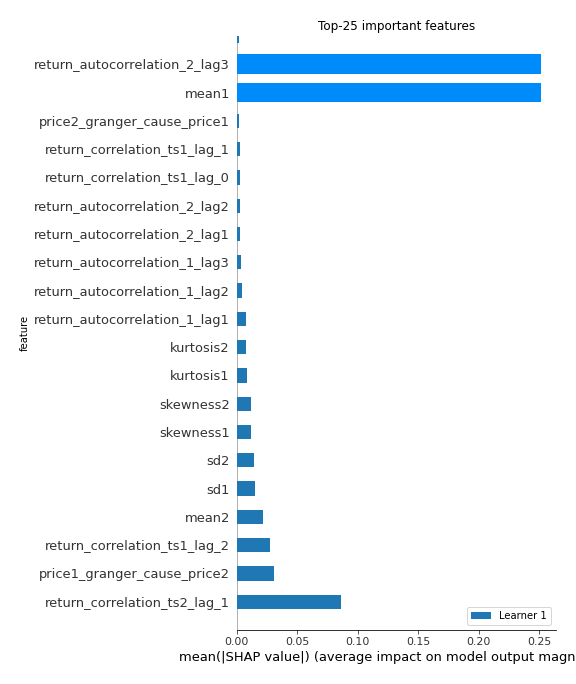 Top-25 important features
return_autocorrelation_2_lag3
mean1
price2_granger_cause_price1
return_correlation_ts1_lag_1
return_correlation_ts1_lag_0
return_autocorrelation_2_lag2
return_autocorrelation_2_lag1
return_autocorrelation_1_lag3
return_autocorrelation_1_lag2
return_autocorrelation_1_lag1
kurtosis2
kurtosis1
skewness2
skewness1
sd2
sd1
mean2
return_correlation_ts1_lag_2
price1_granger_cause_price2
return_correlation_ts2_lag_1
feature
Learner 1
0.00 0.05 0.10 0.15 0.20 0.25
mean(|SHAP value|) (average impact on model output magn